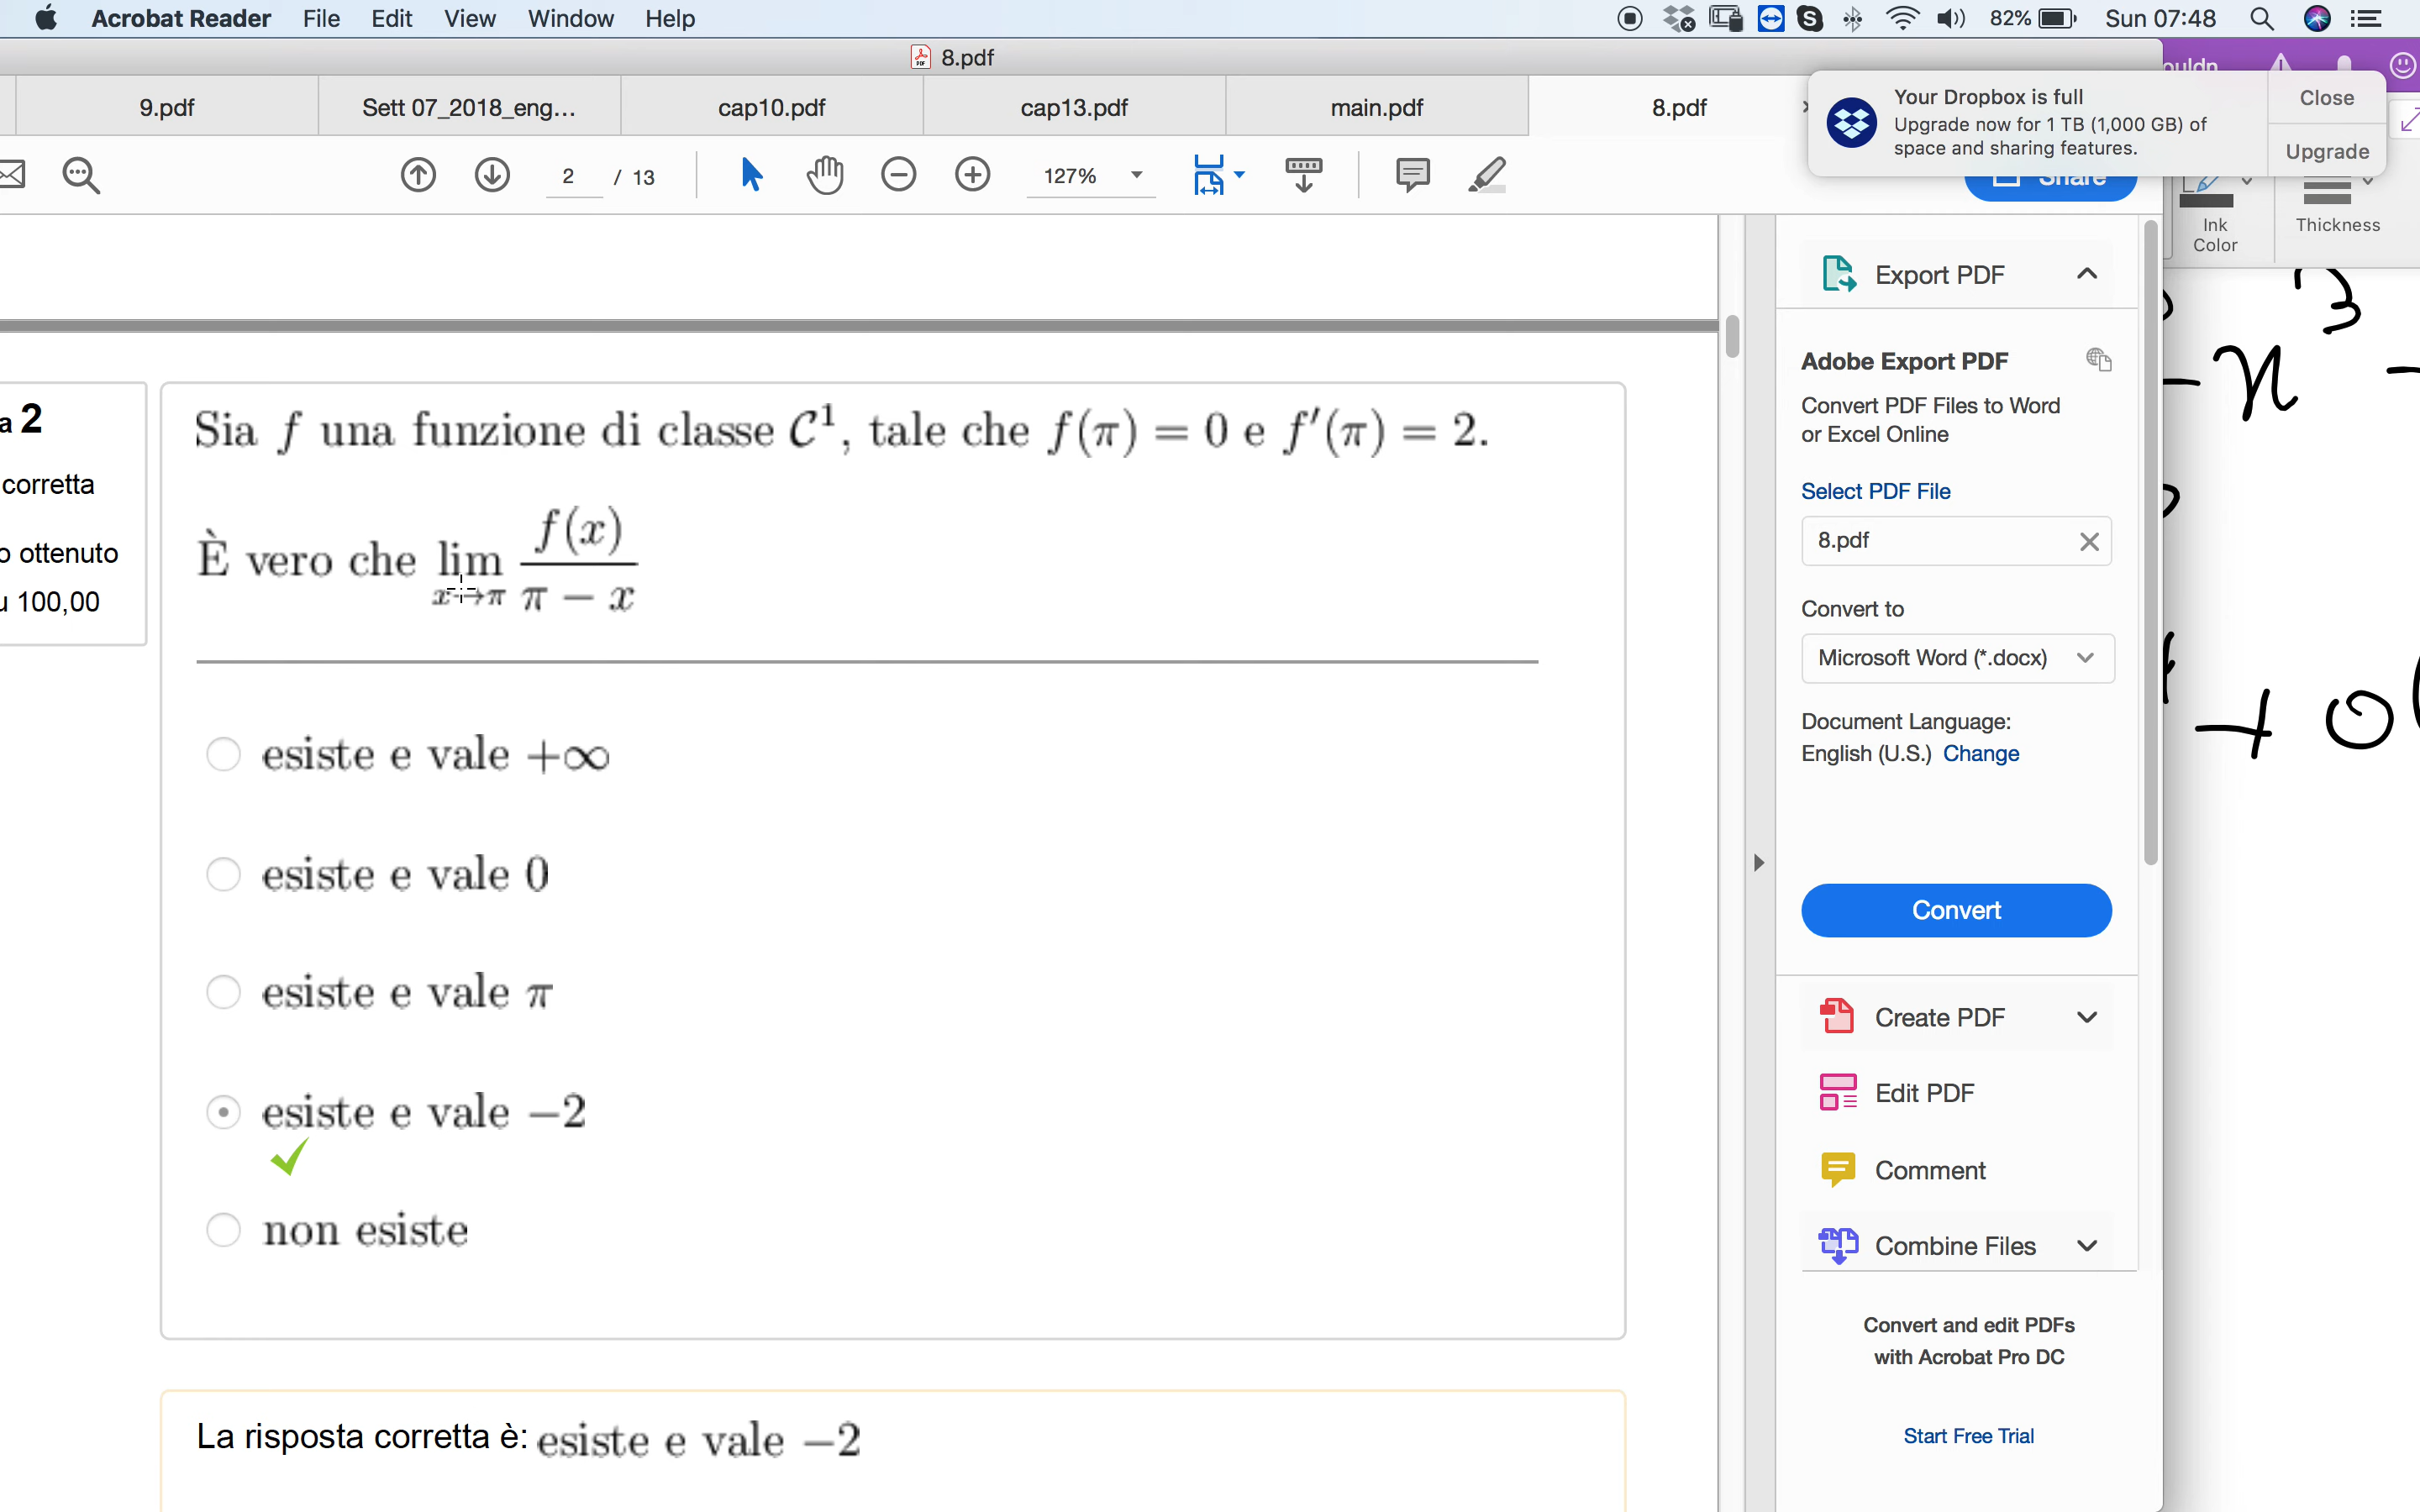 Acrobat Reader File Edit View Window Help 82% Sun 07:48
8.pdf
9.pdf Sett 07_2018_eng... cap10.pdf cap13.pdf main.pdf 8.pdf
Your Dropbox is full
Upgrade now for 1 TB (1,000 GB) of
space and sharing features.
Close
Upgrade
2 / 13 127%
Share
Ink
Color
Thickness
a 2
corretta
o ottenuto
u 100,00
Sia f una funzione di classe C¹, tale che f(π) = 0 e f′(π) = 2.
È vero che lim x→π f(x) / π − x
esiste e vale +∞
esiste e vale 0
esiste e vale π
esiste e vale −2
non esiste
La risposta corretta è: esiste e vale −2
Export PDF
Adobe Export PDF
Convert PDF Files to Word
or Excel Online
Select PDF File
8.pdf
Convert to
Microsoft Word (*.docx)
Document Language:
English (U.S.) Change
Convert
Create PDF
Edit PDF
Comment
Combine Files
Convert and edit PDFs
with Acrobat Pro DC
Start Free Trial
3
- x -
+ o(